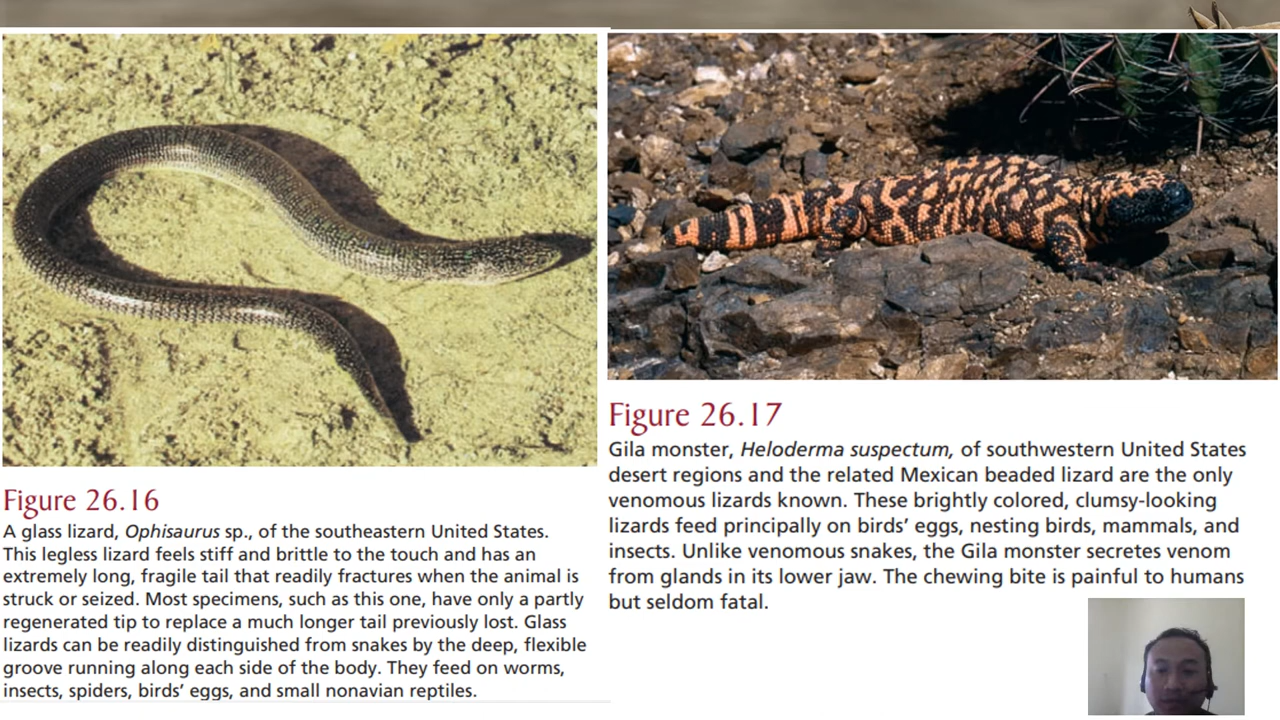 Figure 26.16
A glass lizard, Ophisaurus sp., of the southeastern United States.
This legless lizard feels stiff and brittle to the touch and has an
extremely long, fragile tail that readily fractures when the animal is
struck or seized. Most specimens, such as this one, have only a partly
regenerated tip to replace a much longer tail previously lost. Glass
lizards can be readily distinguished from snakes by the deep, flexible
groove running along each side of the body. They feed on worms,
insects, spiders, birds’ eggs, and small nonavian reptiles.
Figure 26.17
Gila monster, Heloderma suspectum, of southwestern United States
desert regions and the related Mexican beaded lizard are the only
venomous lizards known. These brightly colored, clumsy-looking
lizards feed principally on birds’ eggs, nesting birds, mammals, and
insects. Unlike venomous snakes, the Gila monster secretes venom
from glands in its lower jaw. The chewing bite is painful to humans
but seldom fatal.